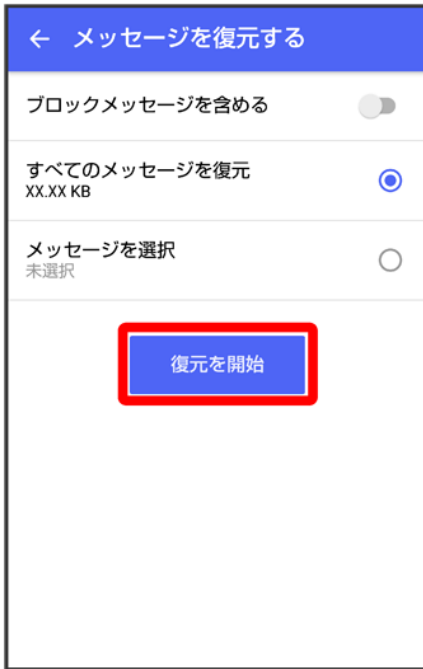 ← メッセージを復元する
ブロックメッセージを含める
すべてのメッセージを復元
XX.XX KB
メッセージを選択
未選択
復元を開始